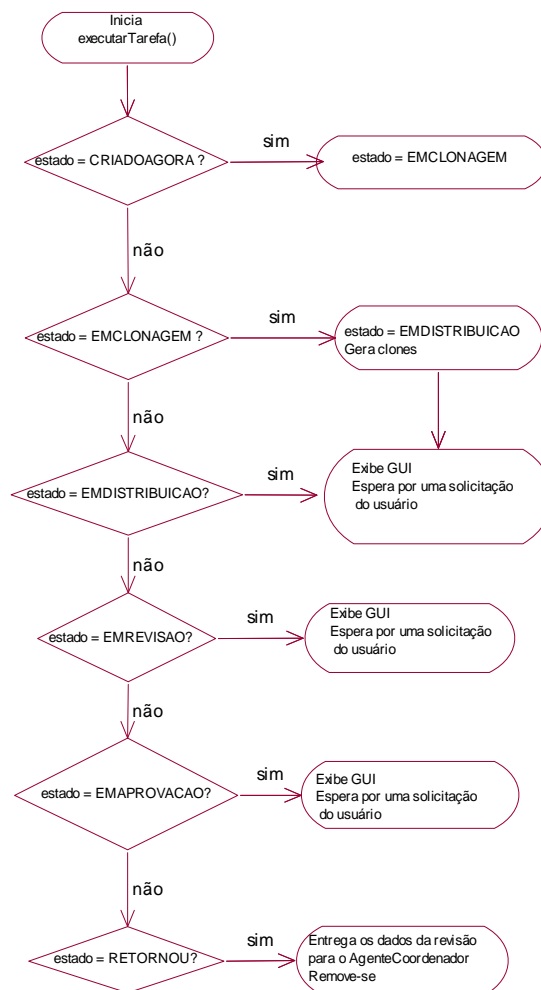 Inicia
executarTarefa()
estado = CRIADOAGORA ?
sim
estado = EMCLONAGEM
não
estado = EMCLONAGEM ?
sim
estado = EMDISTRIBUICAO
Gera clones
não
estado = EMDISTRIBUICAO?
sim
Exibe GUI
Espera por uma solicitação
do usuário
não
estado = EMREVISAO?
sim
Exibe GUI
Espera por uma solicitação
do usuário
não
estado = EMAPROVACAO?
sim
Exibe GUI
Espera por uma solicitação
do usuário
não
estado = RETORNOU?
sim
Entrega os dados da revisão
para o AgenteCoordenador
Remove-se